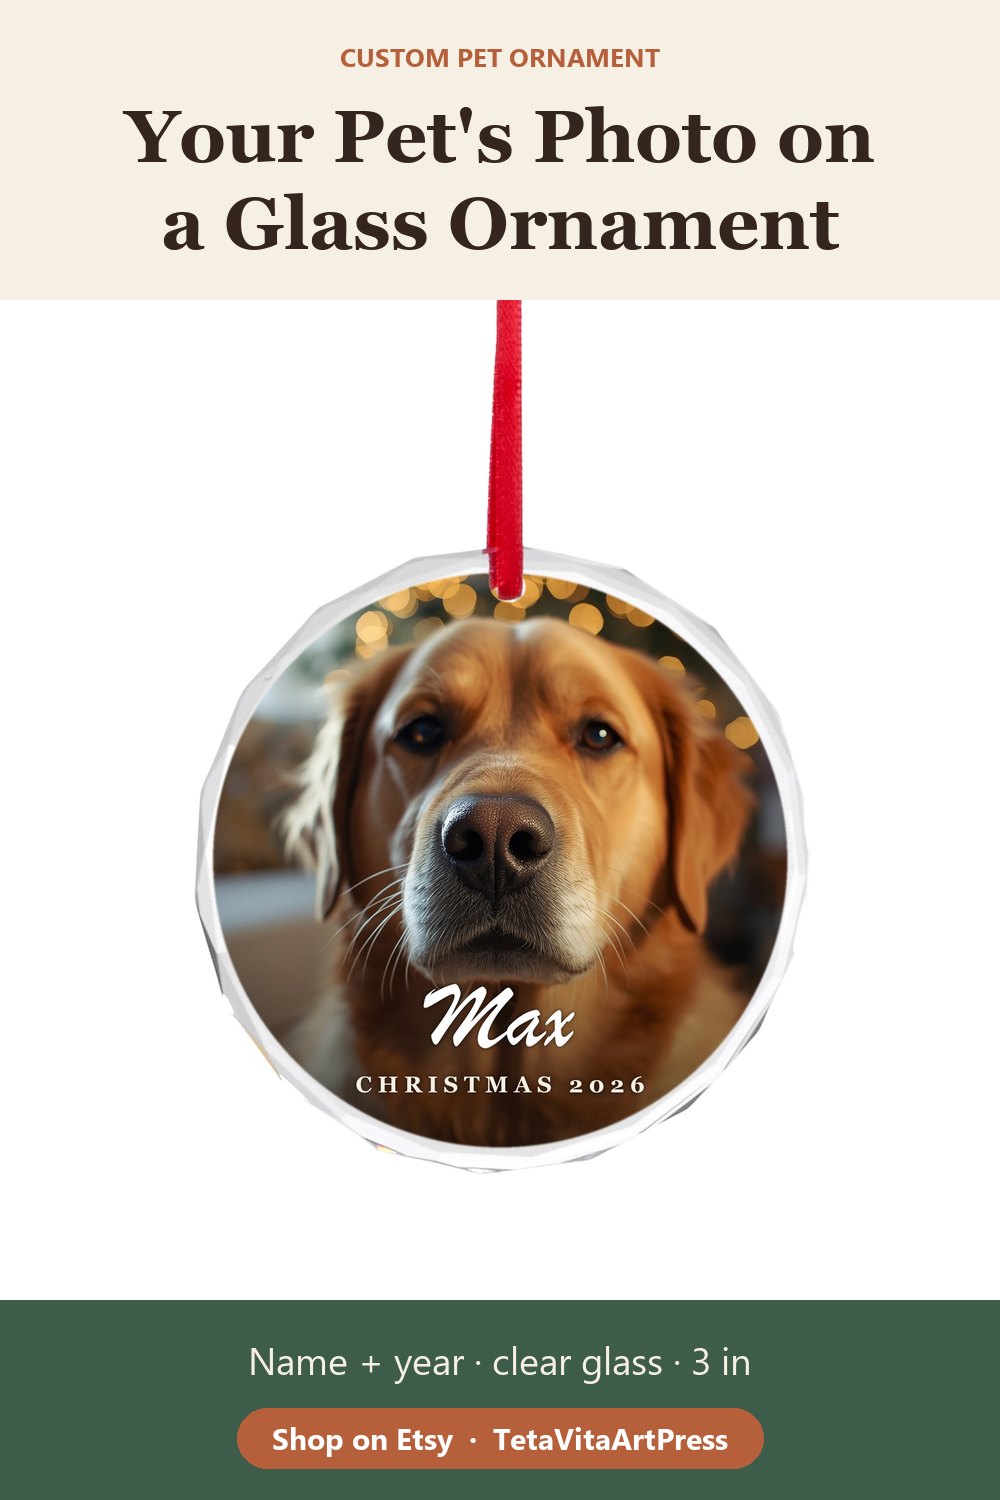 CUSTOM PET ORNAMENT
Your Pet's Photo on
a Glass Ornament
Max
CHRISTMAS 2026
Name + year · clear glass · 3 in
Shop on Etsy · TetaVitaArtPress